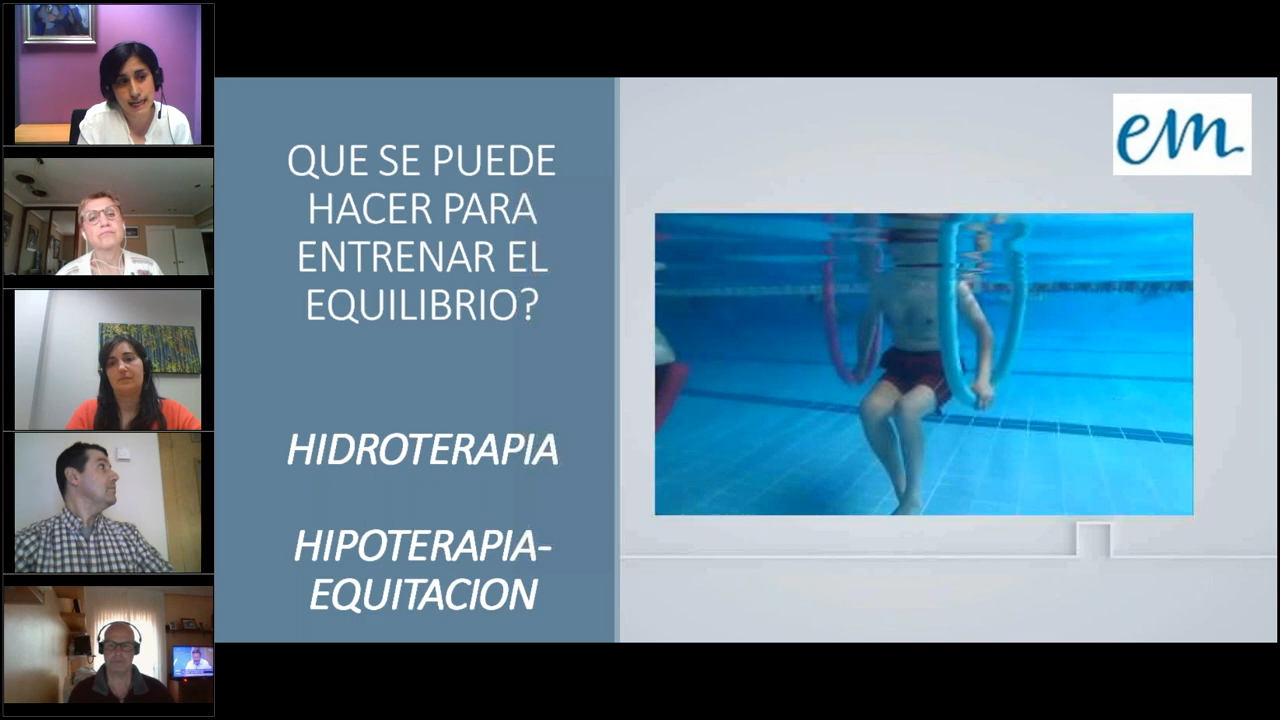 QUE SE PUEDE
HACER PARA
ENTRENAR EL
EQUILIBRIO?
HIDROTERAPIA
HIPOTERAPIA-
EQUITACION
em